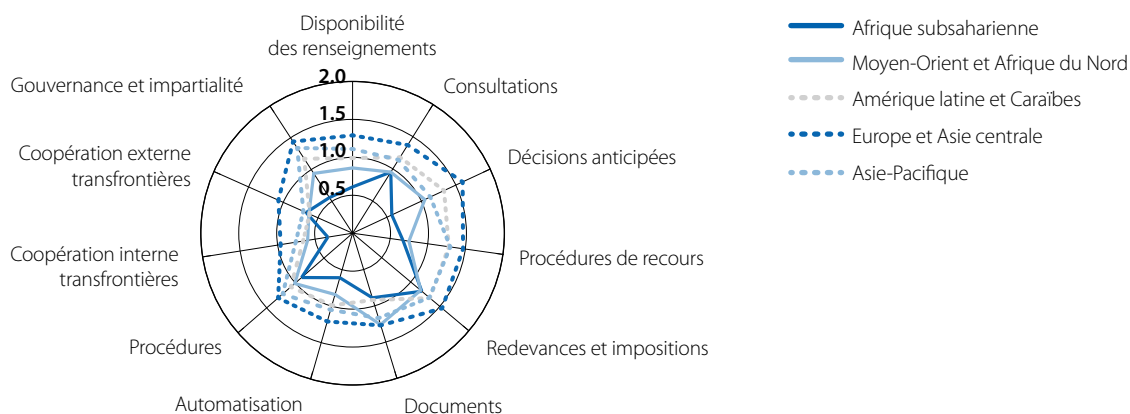 Disponibilité
des renseignements
Consultations
Décisions anticipées
Procédures de recours
Redevances et impositions
Documents
Automatisation
Procédures
Coopération interne
transfrontières
Coopération externe
transfrontières
Gouvernance et impartialité
2.0
1.5
1.0
0.5
Afrique subsaharienne
Moyen-Orient et Afrique du Nord
Amérique latine et Caraïbes
Europe et Asie centrale
Asie-Pacifique